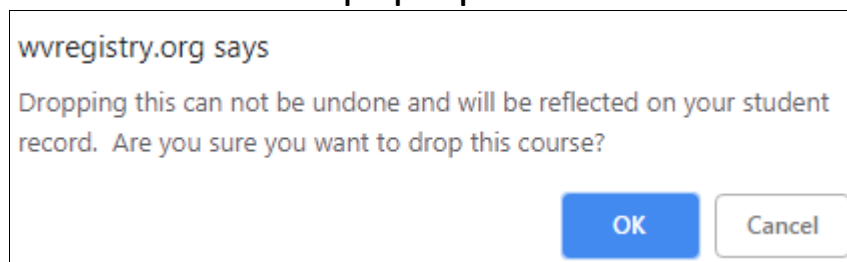 wvregistry.org says
Dropping this can not be undone and will be reflected on your student
record.  Are you sure you want to drop this course?
OK
Cancel